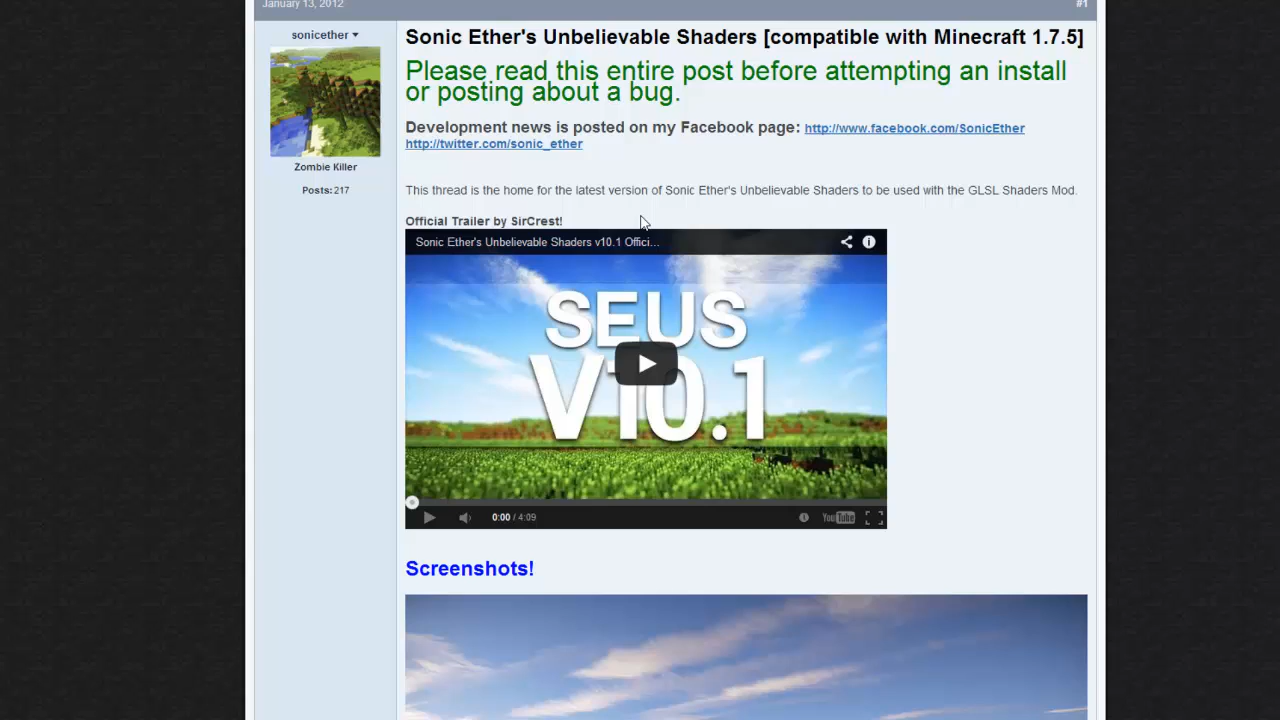 January 13, 2012
#1
sonicether
Zombie Killer
Posts: 217
Sonic Ether's Unbelievable Shaders [compatible with Minecraft 1.7.5]
Please read this entire post before attempting an install
or posting about a bug.
Development news is posted on my Facebook page: http://www.facebook.com/SonicEther
http://twitter.com/sonic_ether
This thread is the home for the latest version of Sonic Ether's Unbelievable Shaders to be used with the GLSL Shaders Mod.
Official Trailer by SirCrest!
Sonic Ether's Unbelievable Shaders v10.1 Offici...
SEUS
V10.1
0:00 / 4:09
YouTube
Screenshots!